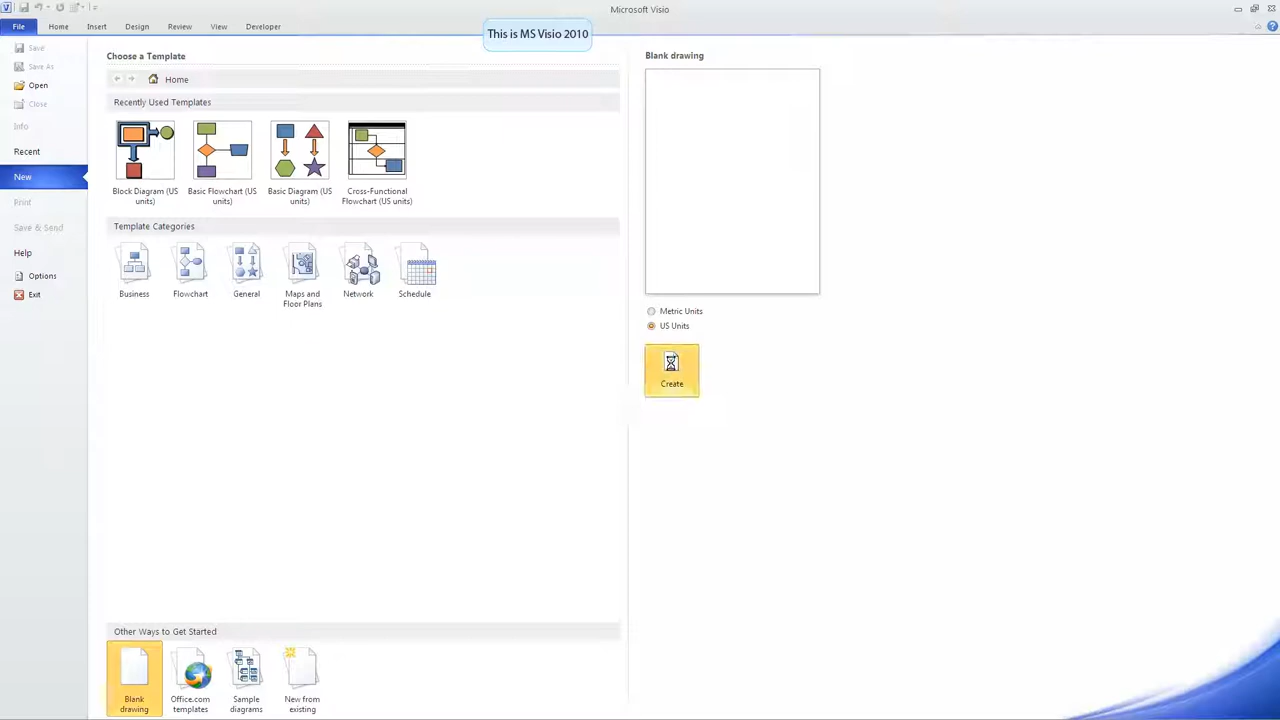 Microsoft Visio
File
Home
Insert
Design
Review
View
Developer
This is MS Visio 2010
Save
Save As
Open
Close
Info
Recent
New
Print
Save & Send
Help
Options
Exit
Choose a Template
Home
Recently Used Templates
Block Diagram (US
units)
Basic Flowchart (US
units)
Basic Diagram (US
units)
Cross-Functional
Flowchart (US units)
Template Categories
Business
Flowchart
General
Maps and
Floor Plans
Network
Schedule
Other Ways to Get Started
Blank
drawing
Office.com
templates
Sample
diagrams
New from
existing
Blank drawing
Metric Units
US Units
Create